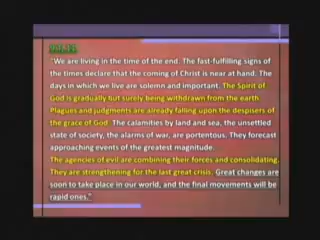 "We are living in the time of the end. The fast-fulfilling signs of
the times declare that the coming of Christ is near at hand. The
days in which we live are solemn and important. The Spirit of
God is gradually but surely being withdrawn from the earth.
Plagues and judgments are already falling upon the despisers of
the grace of God. The calamities by land and sea, the unsettled
state of society, the alarms of war, are portentous. They forecast
approaching events of the greatest magnitude.
The agencies of evil are combining their forces and consolidating.
They are strengthening for the last great crisis. Great changes are
soon to take place in our world, and the final movements will be
rapid ones."